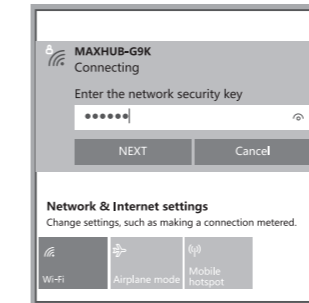 MAXHUB-G9K
Connecting
Enter the network security key
••••••
NEXT
Cancel
Network & Internet settings
Change settings, such as making a connection metered.
Wi-Fi
Airplane mode
Mobile
hotspot